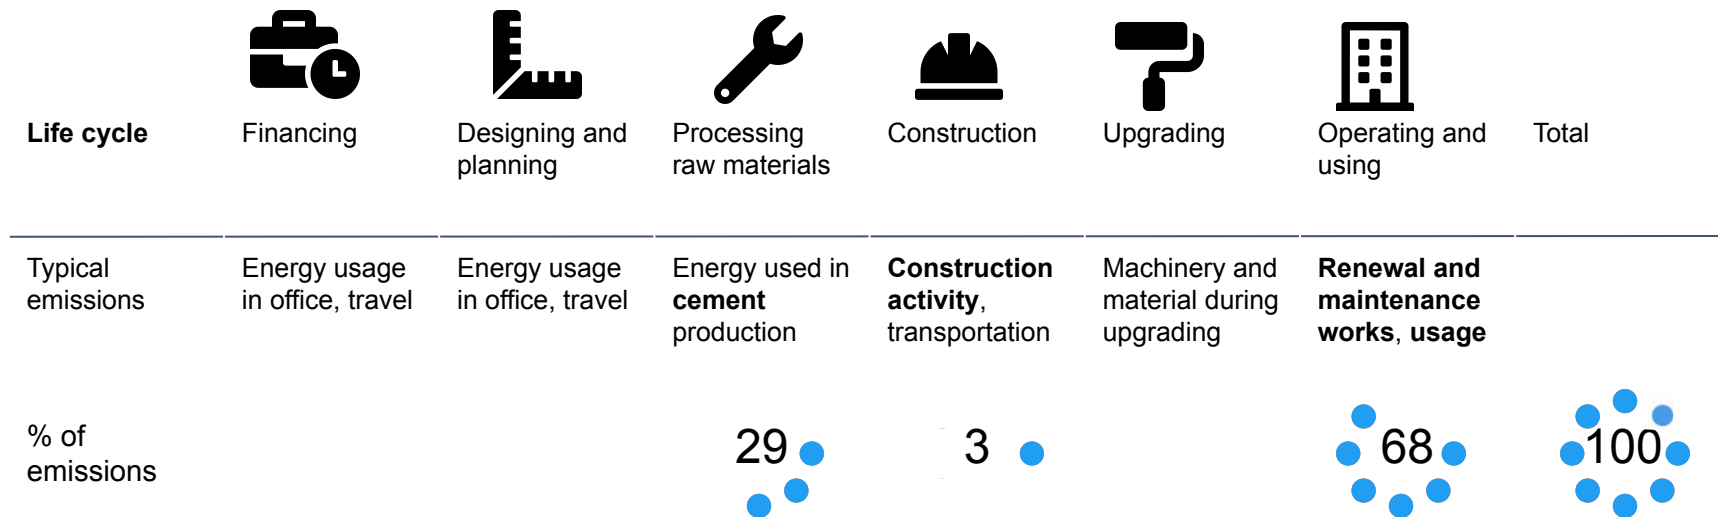 Life cycle
Financing
Designing and
planning
Processing
raw materials
Construction
Upgrading
Operating and
using
Total
Typical
emissions
Energy usage
in office, travel
Energy usage
in office, travel
Energy used in
cement
production
Construction
activity,
transportation
Machinery and
material during
upgrading
Renewal and
maintenance
works, usage
% of
emissions
29
3
68
100